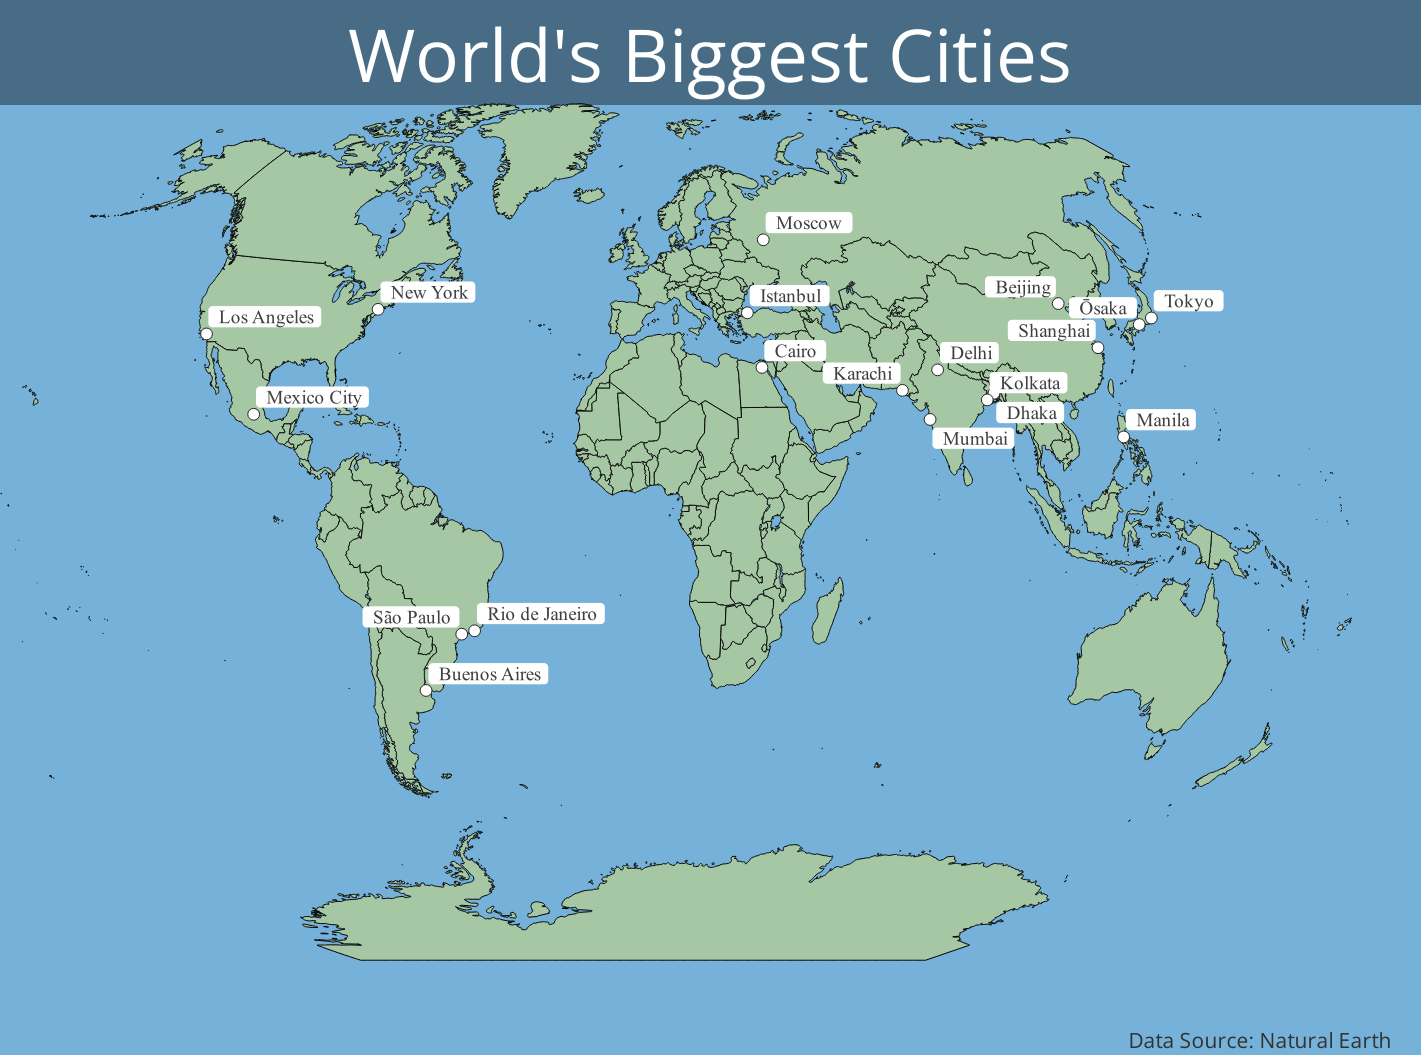 World's Biggest Cities
Moscow
New York
Istanbul
Beijing
Ōsaka
Tokyo
Los Angeles
Shanghai
Cairo
Delhi
Karachi
Kolkata
Mexico City
Dhaka
Manila
Mumbai
São Paulo
Rio de Janeiro
Buenos Aires
Data Source: Natural Earth